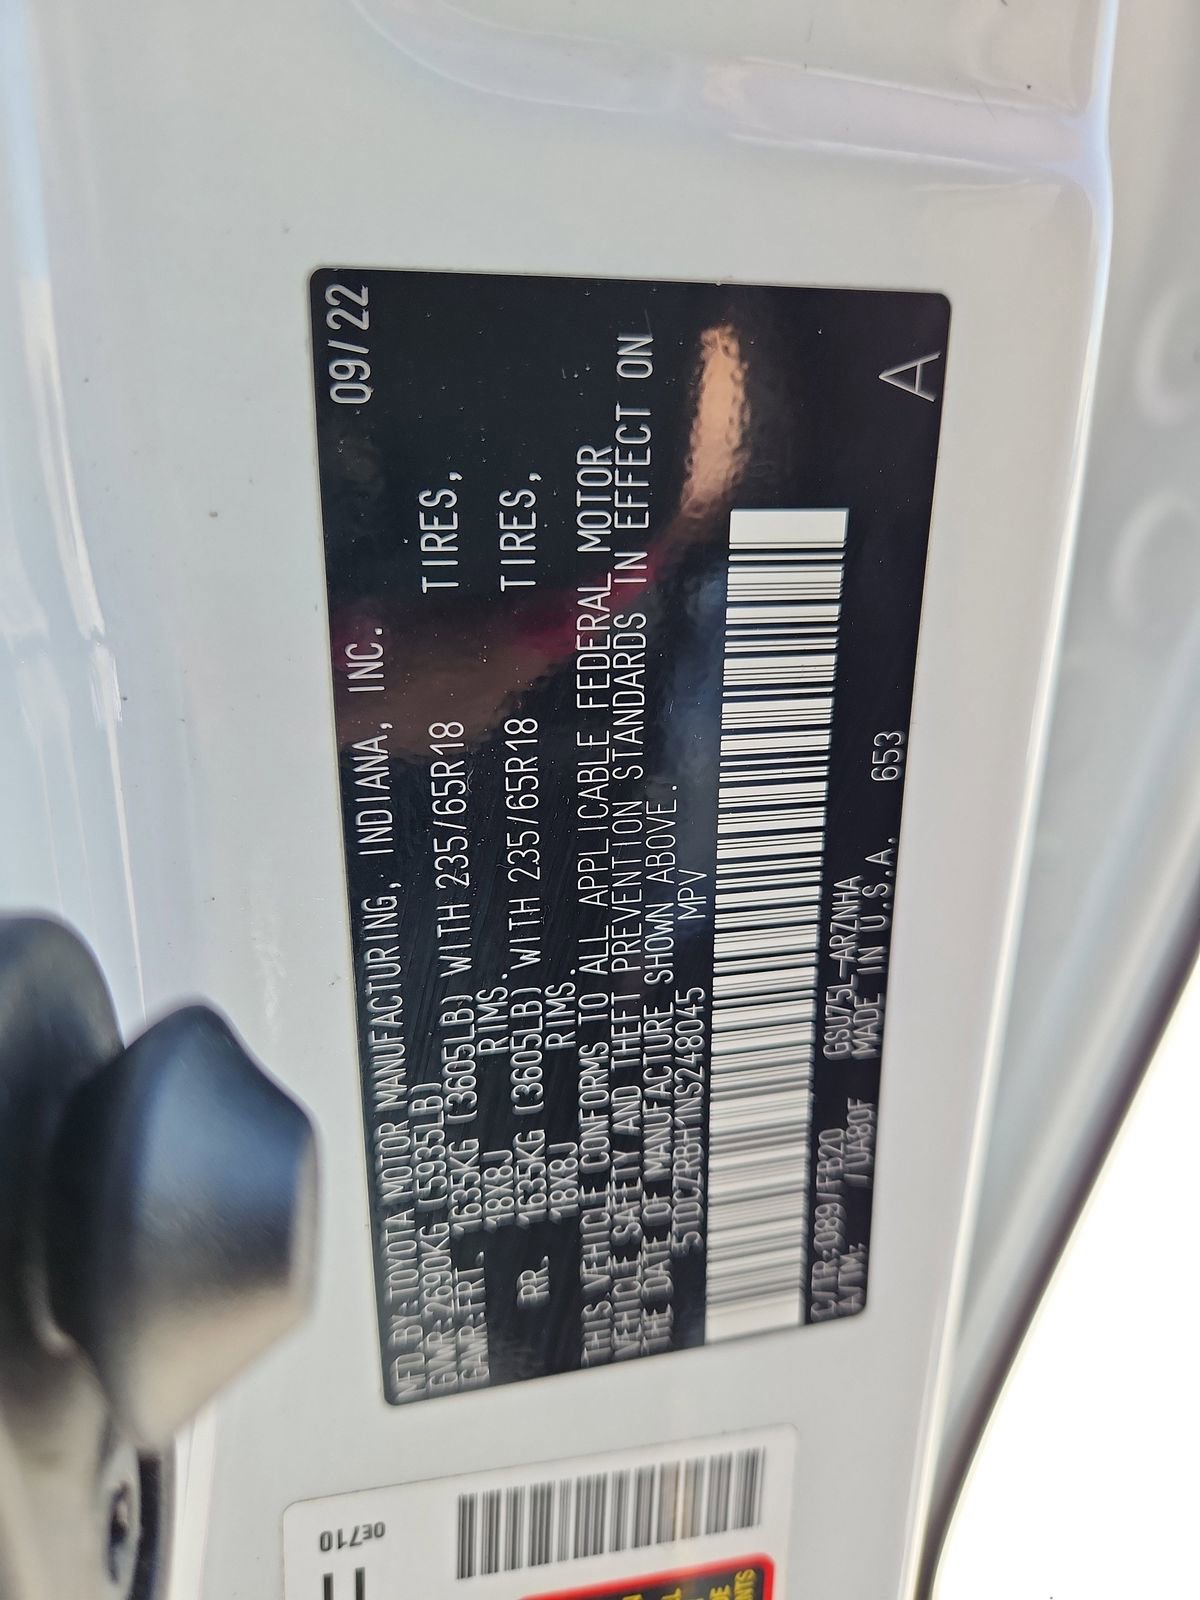 MFD BY:TOYOTA MOTOR MANUFACTURING, INDIANA, INC. 09/22
GVWR:2690KG (5935LB)
GAWR:FRT. 1635KG (3605LB) WITH 235/65R18 TIRES,
18X8J RIMS.
RR. 1635KG (3605LB) WITH 235/65R18 TIRES,
18X8J RIMS.
THIS VEHICLE CONFORMS TO ALL APPLICABLE FEDERAL MOTOR
VEHICLE SAFETY AND THEFT PREVENTION STANDARDS IN EFFECT ON
THE DATE OF MANUFACTURE SHOWN ABOVE.
5TDCZRBH1NS248045 MPV
C/TR:089/FB20 GSU75L-ARZNHA
A/TM: /UA80F MADE IN U.S.A. 653
A
0E710